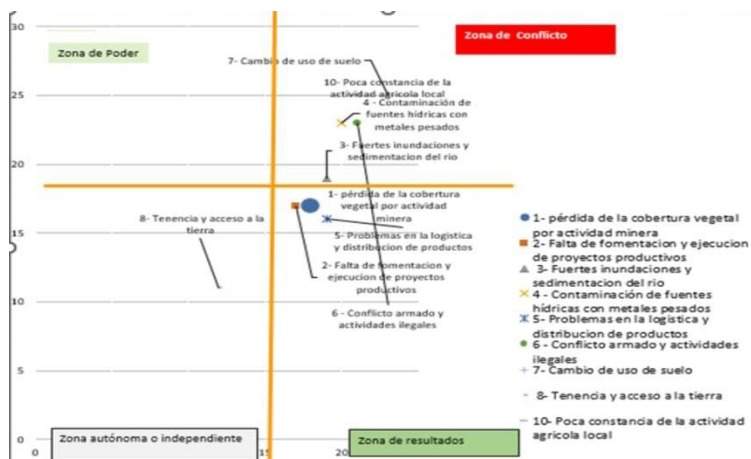 30
Zona de Poder
Zona de Conflicto
7- Cambio de uso de suelo
10- Poca constancia de la
actividad agricola local
25
4 - Contaminación de
fuentes hídricas con
metales pesados
3- Fuertes inundaciones y
sedimentacion del rio
20
1- pérdida de la cobertura
vegetal por actividad
minera
8- Tenencia y acceso a la
tierra
15
5- Problemas en la logistica
y distribucion de productos
2- Falta de fomentacion y
ejecucion de proyectos
productivos
10
6 - Conflicto armado y
actividades ilegales
5
0
Zona autónoma o independiente
Zona de resultados
1- pérdida de la cobertura vegetal
por actividad minera
2- Falta de fomentacion y ejecucion
de proyectos productivos
3- Fuertes inundaciones y
sedimentacion del rio
4 - Contaminación de fuentes
hídricas con metales pesados
5- Problemas en la logistica y
distribucion de productos
6 - Conflicto armado y actividades
ilegales
7- Cambio de uso de suelo
8- Tenencia y acceso a la tierra
10- Poca constancia de la actividad
agricola local